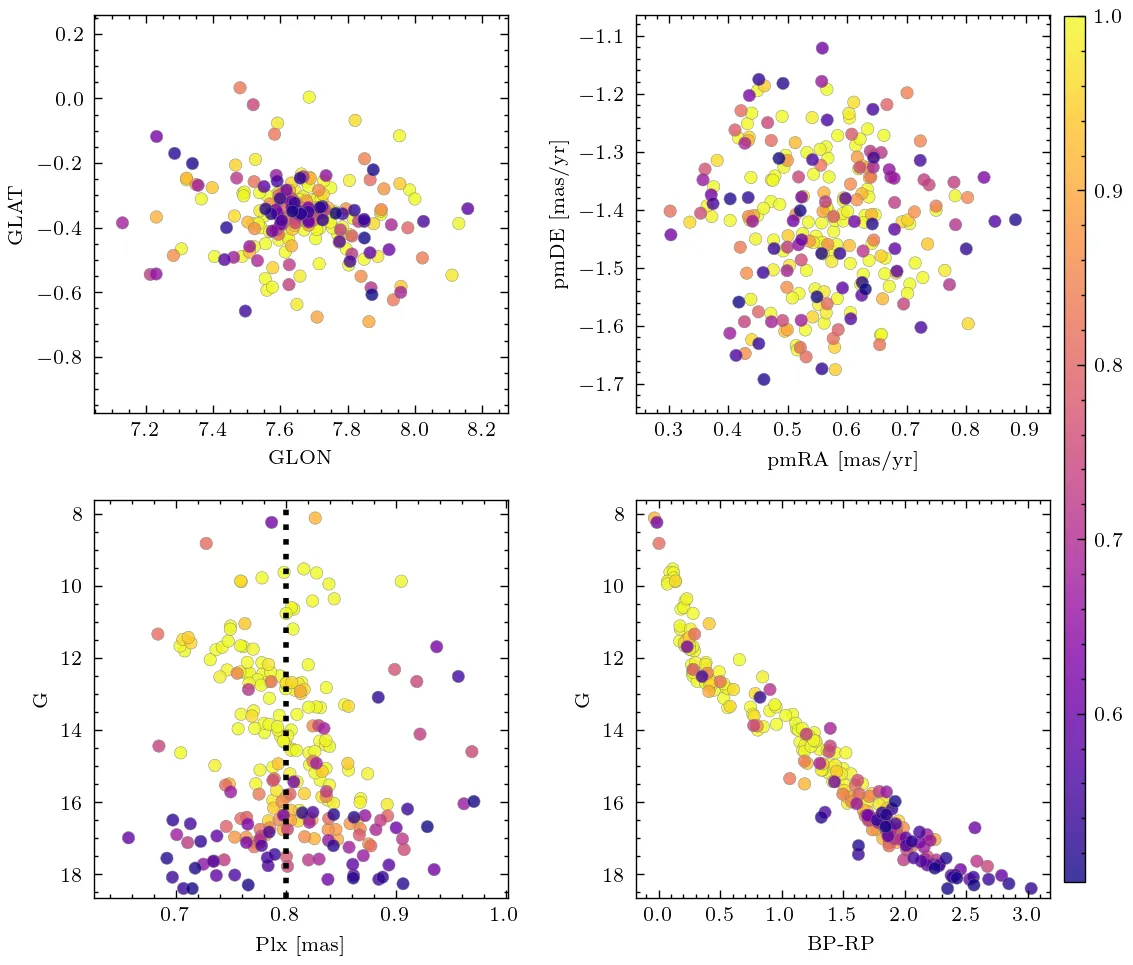 0.2
0.0
−0.2
−0.4
−0.6
−0.8
GLAT
7.2 7.4 7.6 7.8 8.0 8.2
GLON
−1.1
−1.2
−1.3
−1.4
−1.5
−1.6
−1.7
pmDE [mas/yr]
0.3 0.4 0.5 0.6 0.7 0.8 0.9
pmRA [mas/yr]
1.0
0.9
0.8
0.7
0.6
8
10
12
14
16
18
G
0.7 0.8 0.9 1.0
Plx [mas]
8
10
12
14
16
18
G
0.0 0.5 1.0 1.5 2.0 2.5 3.0
BP-RP